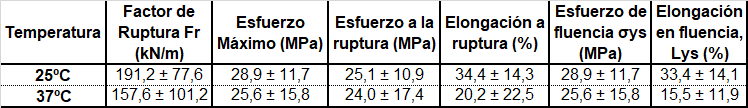 Temperatura | Factor de Ruptura Fr (kN/m) | Esfuerzo Máximo (MPa) | Esfuerzo a la ruptura (MPa) | Elongación a ruptura (%) | Esfuerzo de fluencia σys (MPa) | Elongación en fluencia, Lys (%)
25ºC | 191,2 ± 77,6 | 28,9 ± 11,7 | 25,1 ± 10,9 | 34,4 ± 14,3 | 28,9 ± 11,7 | 33,4 ± 14,1
37ºC | 157,6 ± 101,2 | 25,6 ± 15,8 | 24,0 ± 17,4 | 20,2 ± 22,5 | 25,6 ± 15,8 | 15,5 ± 11,9